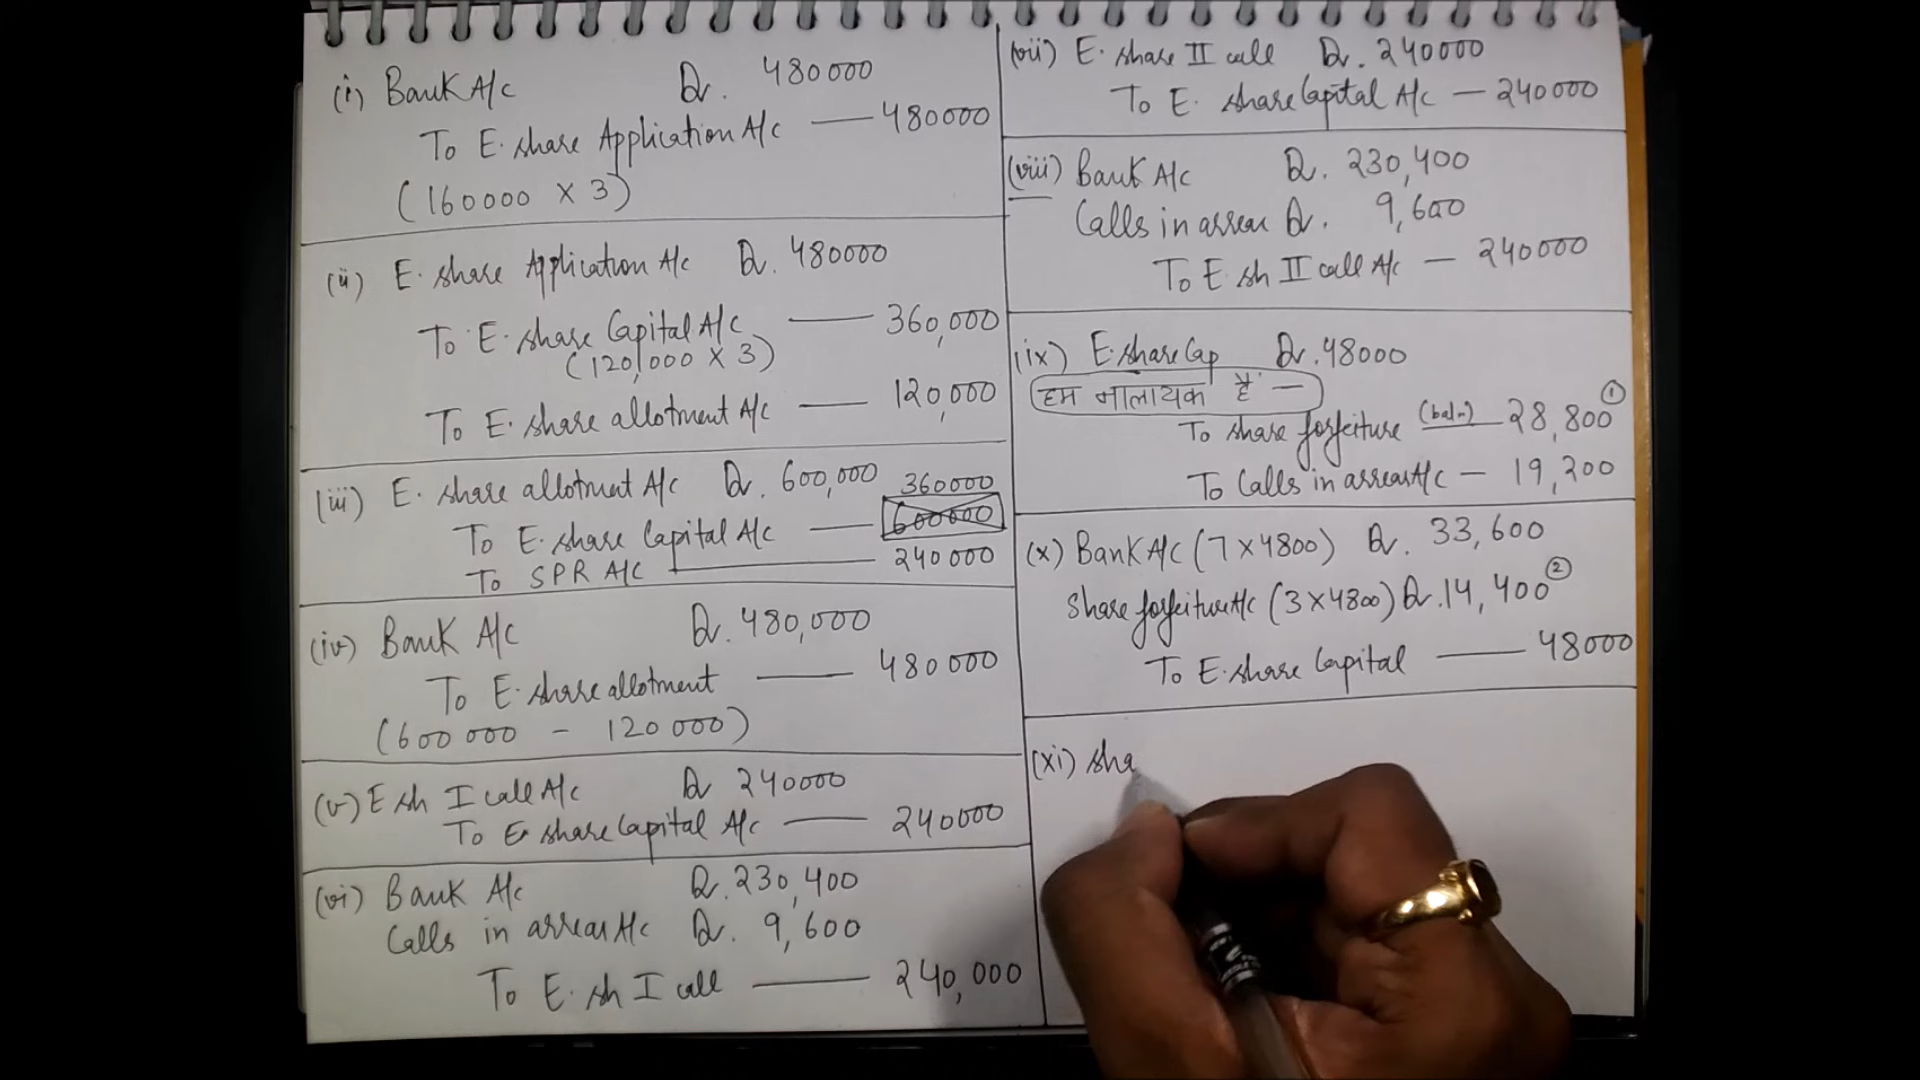 (i) Bank A/c Dr. 480000
To E. share Application A/c — 480000
(160000 X 3)
(ii) E. share Application A/c Dr. 480000
To E. share Capital A/c — 360,000
(120,000 X 3)
To E. share allotment A/c — 120,000
(iii) E. share allotment A/c Dr. 600,000 360000
To E. share Capital A/c — 600000
To SPR A/c — 240000
(iv) Bank A/c Dr. 480,000
To E. share allotment — 480000
(600000 - 120000)
(v) E sh I call A/c Dr 240000
To E share Capital A/c — 240000
(vi) Bank A/c Dr. 230,400
Calls in arrear A/c Dr. 9,600
To E. sh I call — 240,000
(vii) E. share II call Dr. 240000
To E. share Capital A/c — 240000
(viii) Bank A/c Dr. 230,400
Calls in arrear Dr. 9,600
To E sh II call A/c — 240000
(ix) E. share Cap Dr. 48000
हम नालायक है —
To share forfeiture (baln) — 28,800 ①
To Calls in arrear A/c — 19,200
(x) Bank A/c (7 X 4800) Dr. 33,600
Share forfeiture A/c (3 X 4800) Dr. 14,400 ②
To E. share Capital — 48000
(xi) sha